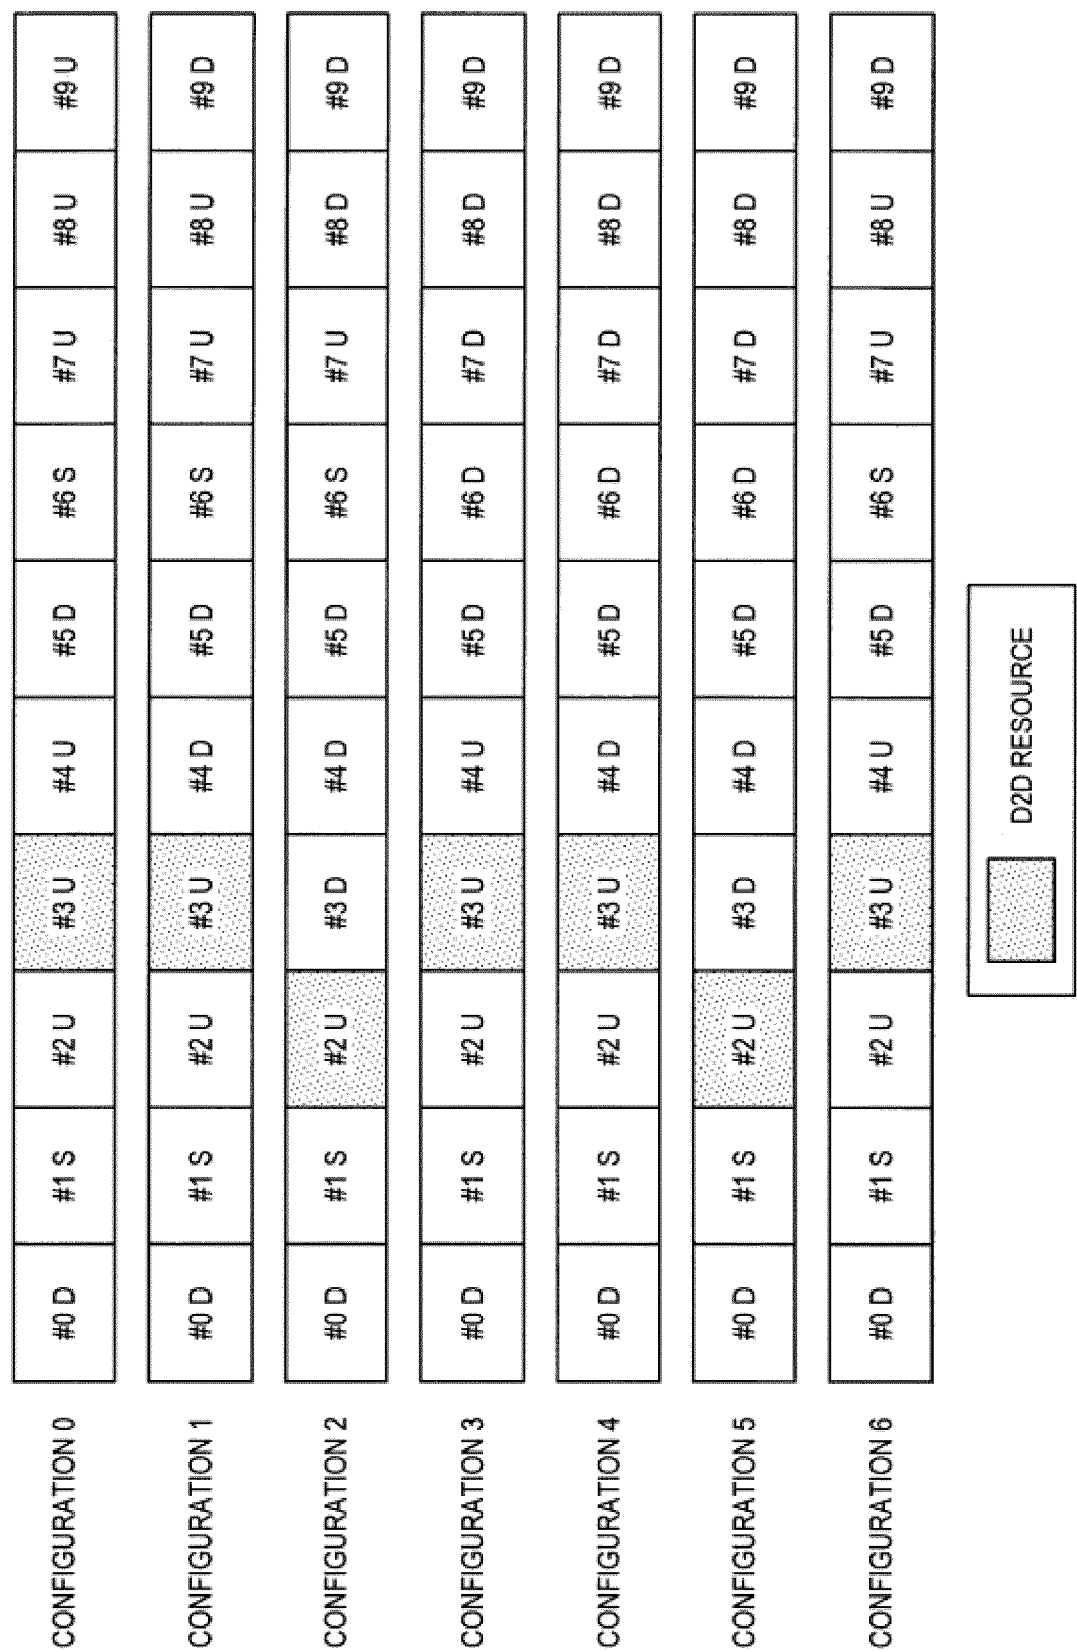 CONFIGURATION 0 #0 D #1 S #2 U #3 U #4 U #5 D #6 S #7 U #8 U #9 U
CONFIGURATION 1 #0 D #1 S #2 U #3 U #4 D #5 D #6 S #7 U #8 U #9 D
CONFIGURATION 2 #0 D #1 S #2 U #3 D #4 D #5 D #6 S #7 U #8 D #9 D
CONFIGURATION 3 #0 D #1 S #2 U #3 U #4 U #5 D #6 D #7 D #8 D #9 D
CONFIGURATION 4 #0 D #1 S #2 U #3 U #4 D #5 D #6 D #7 D #8 D #9 D
CONFIGURATION 5 #0 D #1 S #2 U #3 D #4 D #5 D #6 D #7 D #8 D #9 D
CONFIGURATION 6 #0 D #1 S #2 U #3 U #4 U #5 D #6 S #7 U #8 U #9 D
D2D RESOURCE